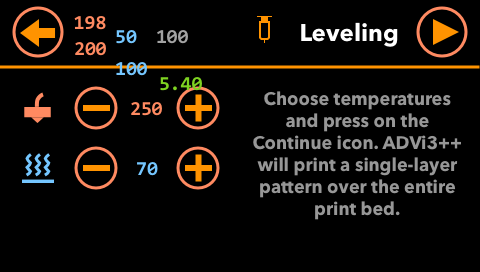 198
50
100
Leveling
200
100
5.40
250
70
Choose temperatures
and press on the
Continue icon. ADVi3++
will print a single-layer
pattern over the entire
print bed.